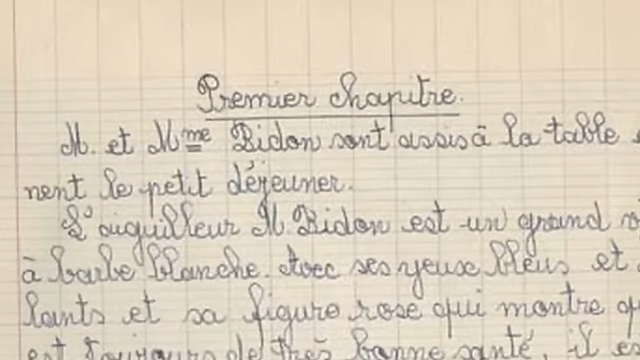 Premier chapitre.
M. et Mme Bidon sont assis à la table
nent le petit déjeuner.
L'aiguilleur M. Bidon est un grand
à barbe blanche. Avec ses yeux bleus et
lants et sa figure rose qui montre
est toujours de très bonne santé, il